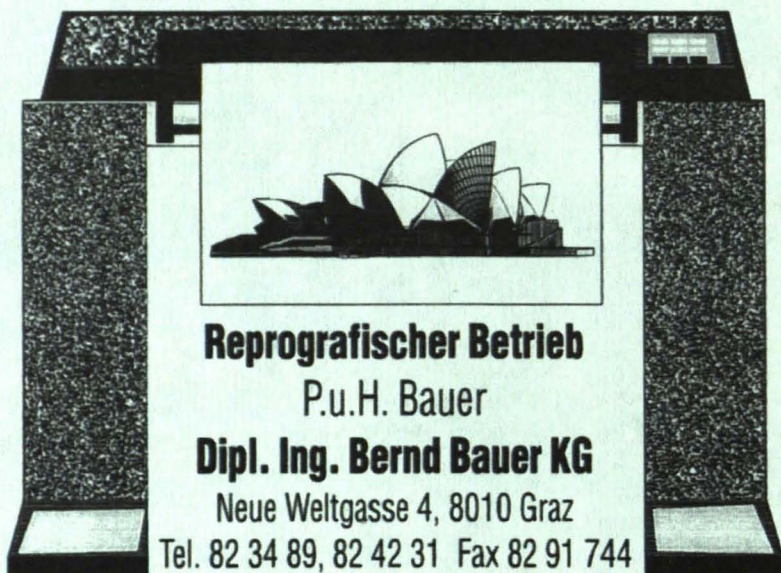 Reprografischer Betrieb
P.u.H. Bauer
Dipl. Ing. Bernd Bauer KG
Neue Weltgasse 4, 8010 Graz
Tel. 82 34 89, 82 42 31 Fax 82 91 744